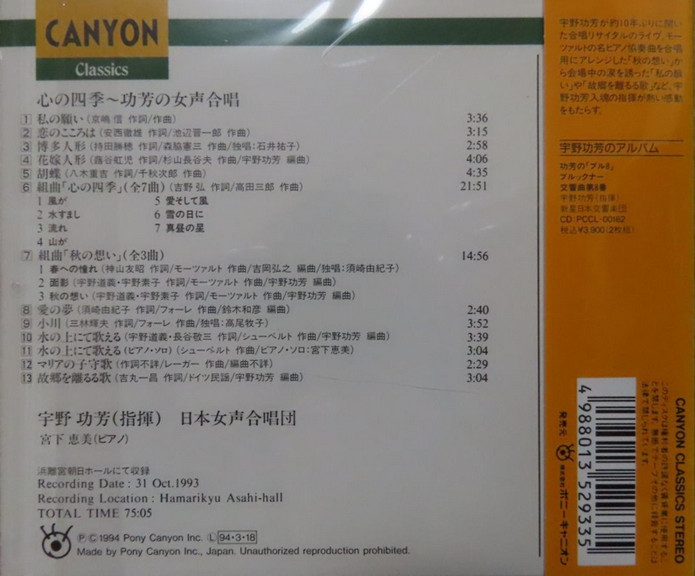 CANYON
Classics
心の四季～功芳の女声合唱
1 私の願い(泉嶋 信 作詞/作曲) 3:36
2 恋のこころは(安西徹雄 作詞/池辺晋一郎 作曲) 3:15
3 博多人形(持田勝穂 作詞/森脇憲三 作曲/独唱:石井祐子) 2:58
4 花嫁人形(蕗谷虹児 作詞/杉山長谷夫 作曲/宇野功芳 編曲) 4:06
5 胡蝶(八木重吉 作詞/千秋次郎 作曲) 4:35
6 組曲「心の四季」(全7曲)(吉野 弘 作詞/高田三郎 作曲) 21:51
1 風が 5 愛そして風
2 水すまし 6 雪の日に
3 流れ 7 真昼の星
4 山が
7 組曲「秋の想い」(全3曲) 14:56
1 春への憧れ(神山友昭 作詞/モーツァルト 作曲/吉岡弘之 編曲/独唱:須崎由紀子)
2 面影(宇野道義・宇野素子 作詞/モーツァルト 作曲/宇野功芳 編曲)
3 秋の想い(宇野道義・宇野素子 作詞/モーツァルト 作曲/宇野功芳 編曲)
8 愛の夢(須崎由紀子 作詞/フォーレ 作曲/鈴木和彦 編曲) 2:40
9 小川(三林輝夫 作詞/フォーレ 作曲/独唱:高尾牧子) 3:52
10 水の上にて歌える(宇野道義・長谷敬三 作詞/シューベルト 作曲/宇野功芳 編曲) 3:39
11 水の上にて歌える(ピアノ・ソロ)(シューベルト 作曲/ピアノ・ソロ:宮下恵美) 3:04
12 マリアの子守歌(作詞不詳/レーガー 作曲/編曲不詳) 2:29
13 故郷を離るる歌(吉丸一昌 作詞/ドイツ民謡/宇野功芳 編曲) 3:04
宇野 功芳(指揮) 日本女声合唱団
宮下 恵美(ピアノ)
浜離宮朝日ホールにて収録
Recording Date : 31 Oct.1993
Recording Location : Hamarikyu Asahi-hall
TOTAL TIME 75:05
Ⓟ Ⓒ 1994 Pony Canyon Inc. Ⓛ 94・3・18
Made by Pony Canyon Inc., Japan. Unauthorized reproduction prohibited.
宇野功芳が約10年ぶりに開い
た合唱リサイタルのライヴ。モー
ツァルトの名ピアノ協奏曲を合唱
用にアレンジした「秋の想い」か
ら会場中の涙を誘った「私の願
い」や「故郷を離るる歌」など、宇
野功芳入魂の指揮が熱い感動
をもたらす。
宇野功芳のアルバム
功芳の「ブル8」
ブルックナー
交響曲第8番
宇野功芳(指揮)
新星日本交響楽団
CD: PCCL-00162
税込¥3,900(2枚組)
CANYON CLASSICS STEREO
発売元 株式会社 ポニーキャニオン
4988013529335